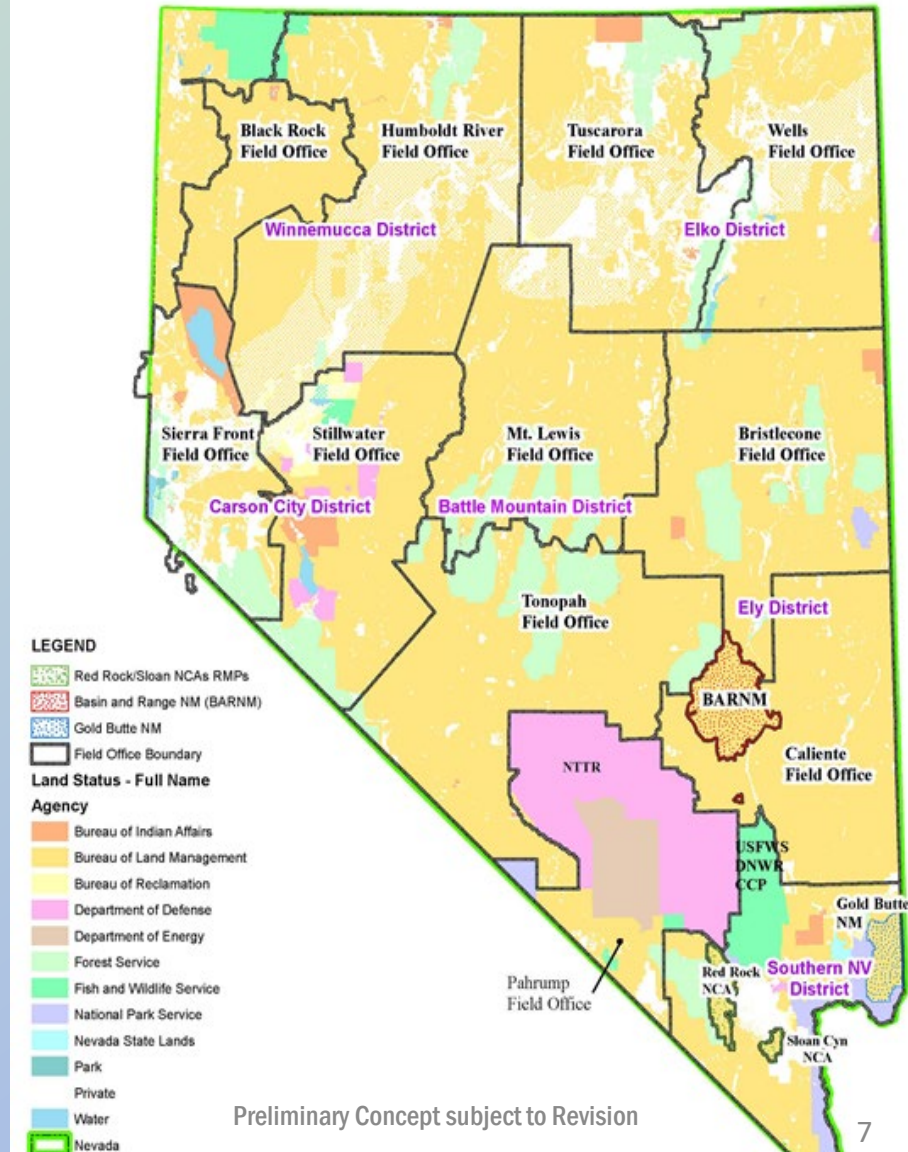 Black Rock
Field Office
Humboldt River
Field Office
Tuscarora
Field Office
Wells
Field Office
Winnemucca District
Elko District
Sierra Front
Field Office
Stillwater
Field Office
Mt. Lewis
Field Office
Bristlecone
Field Office
Carson City District
Battle Mountain District
Tonopah
Field Office
Ely District
BARNM
Caliente
Field Office
NTTR
USFWS
DNWR
CCP
Gold Butte
NM
Pahrump
Field Office
Red Rock
NCA
Southern NV
District
Sloan Cyn
NCA
LEGEND
Red Rock/Sloan NCAs RMPs
Basin and Range NM (BARNM)
Gold Butte NM
Field Office Boundary
Land Status - Full Name
Agency
Bureau of Indian Affairs
Bureau of Land Management
Bureau of Reclamation
Department of Defense
Department of Energy
Forest Service
Fish and Wildlife Service
National Park Service
Nevada State Lands
Park
Private
Water
Nevada
Preliminary Concept subject to Revision
7